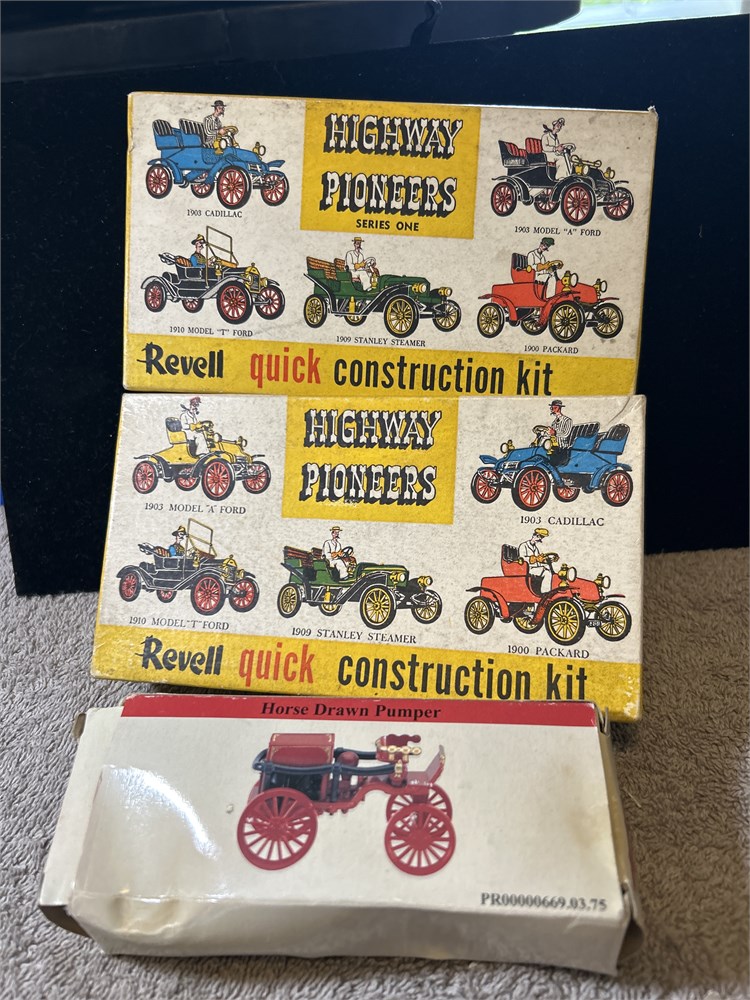 HIGHWAY
PIONEERS
SERIES ONE
1903 CADILLAC
1903 MODEL "A" FORD
1910 MODEL "T" FORD
1909 STANLEY STEAMER
1900 PACKARD
Revell quick construction kit
HIGHWAY
PIONEERS
1903 MODEL "A" FORD
1903 CADILLAC
1910 MODEL "T" FORD
1909 STANLEY STEAMER
1900 PACKARD
Revell quick construction kit
Horse Drawn Pumper
PR00000669.03.75